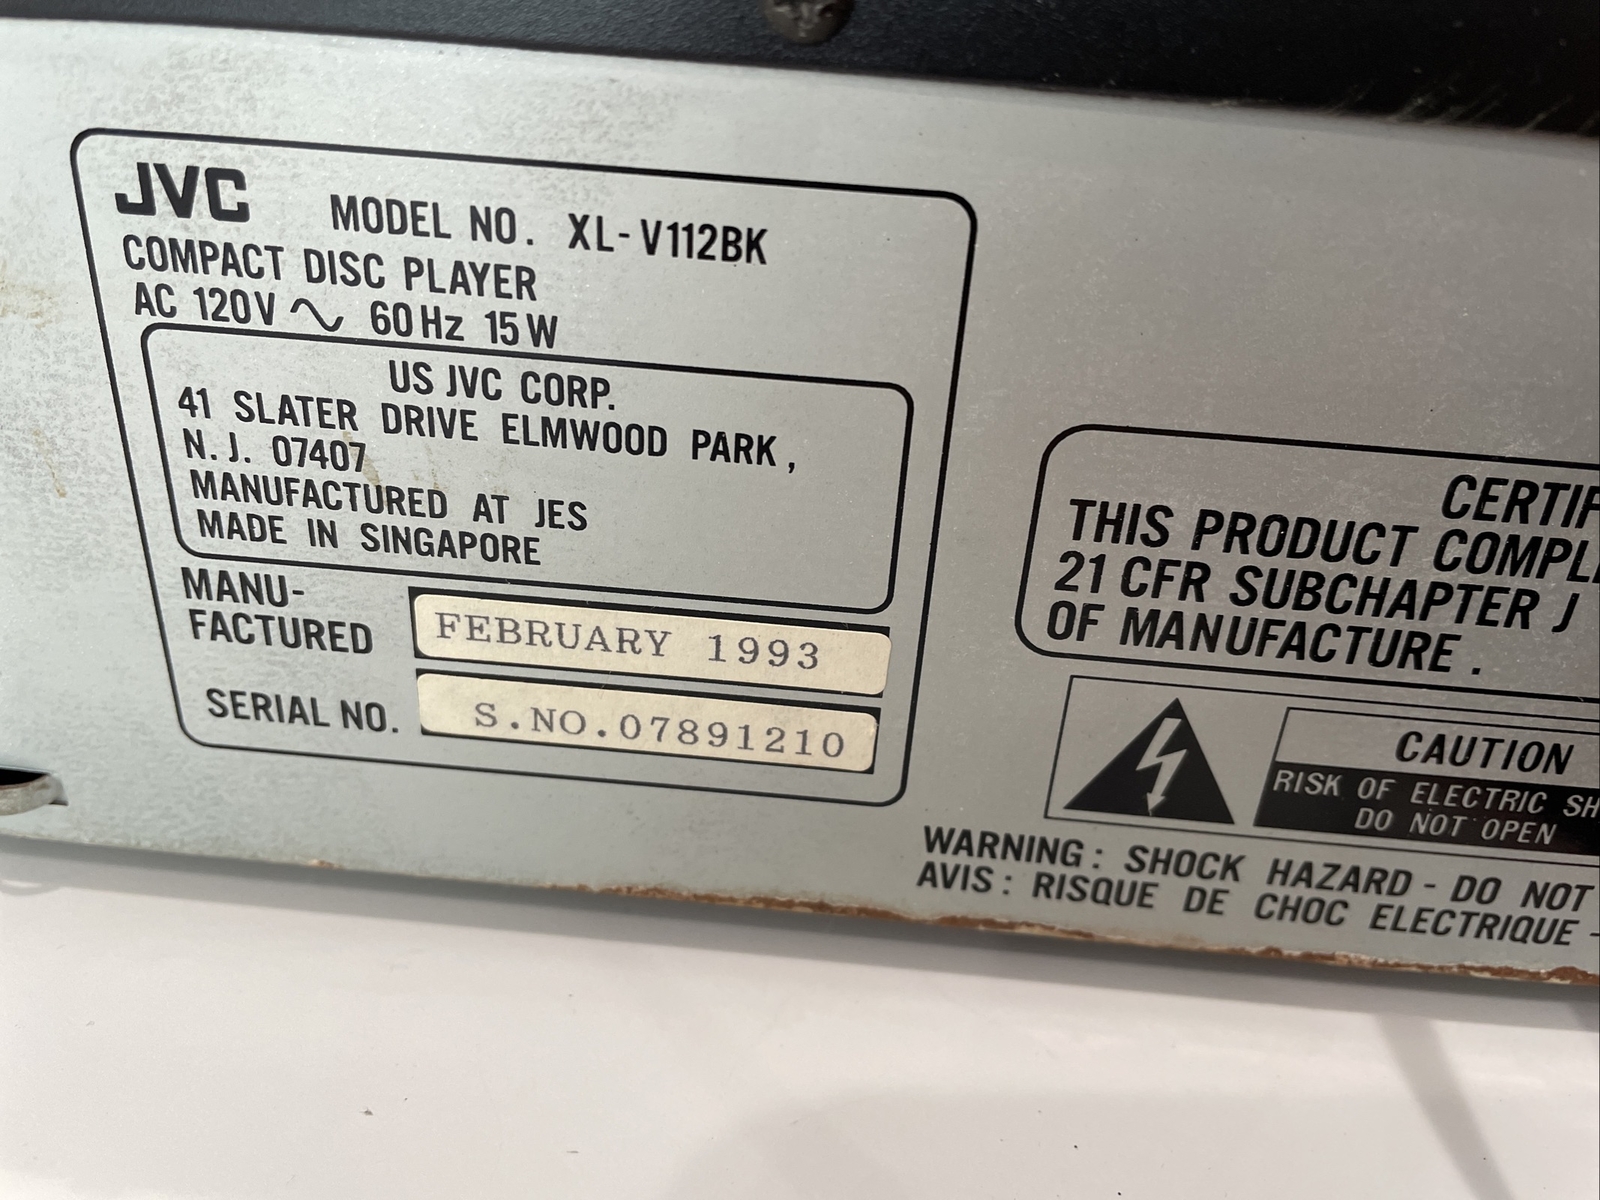 JVC MODEL NO. XL-V112BK
COMPACT DISC PLAYER
AC 120V ∿ 60Hz 15W
US JVC CORP.
41 SLATER DRIVE ELMWOOD PARK,
N.J. 07407
MANUFACTURED AT JES
MADE IN SINGAPORE
MANU-
FACTURED
FEBRUARY 1993
SERIAL NO. S.NO.07891210
CERTIF
THIS PRODUCT COMPL
21 CFR SUBCHAPTER J
OF MANUFACTURE.
CAUTION
RISK OF ELECTRIC SH
DO NOT OPEN
WARNING: SHOCK HAZARD - DO NOT
AVIS: RISQUE DE CHOC ELECTRIQUE -